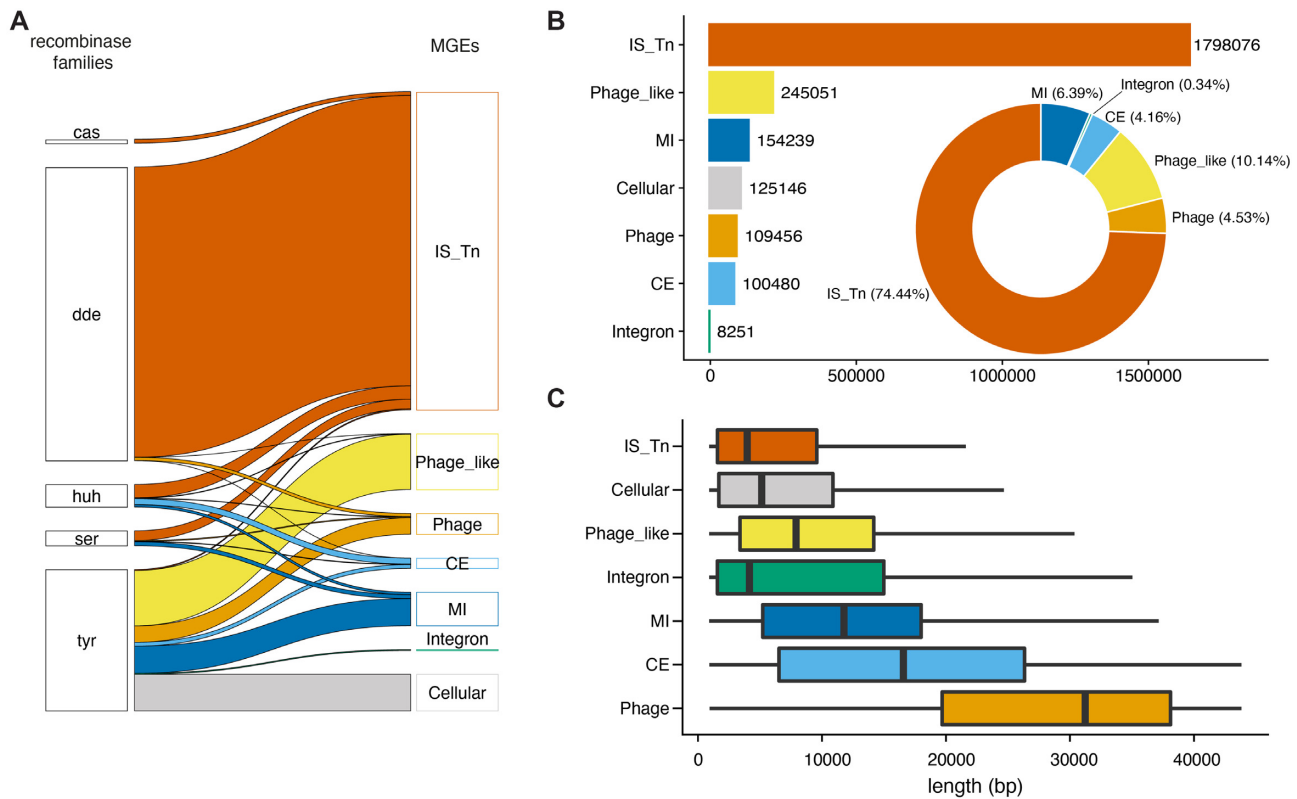 A
recombinase
families
MGEs
cas
dde
huh
ser
tyr
IS_Tn
Phage_like
Phage
CE
MI
Integron
Cellular
B
IS_Tn
1798076
Phage_like
245051
MI
154239
Cellular
125146
Phage
109456
CE
100480
Integron
8251
0
500000
1000000
1500000
MI (6.39%)
Integron (0.34%)
CE (4.16%)
Phage_like (10.14%)
Phage (4.53%)
IS_Tn (74.44%)
C
IS_Tn
Cellular
Phage_like
Integron
MI
CE
Phage
0
10000
20000
30000
40000
length (bp)